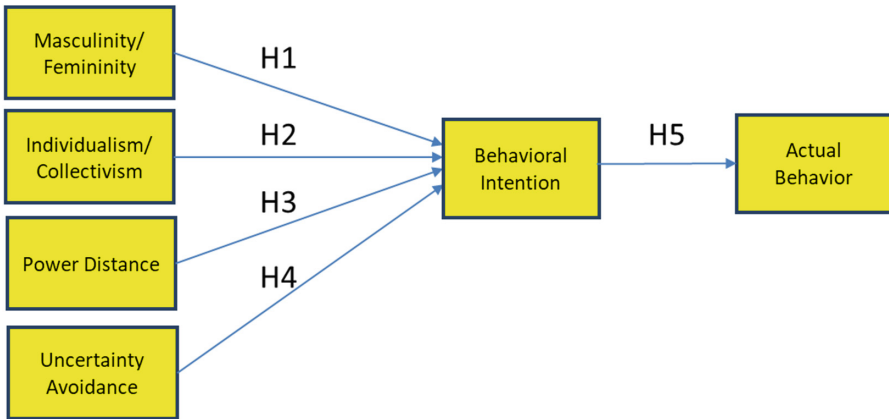 Masculinity/
Femininity
H1
Individualism/
Collectivism
H2
Behavioral
Intention
H5
Actual
Behavior
H3
Power Distance
H4
Uncertainty
Avoidance